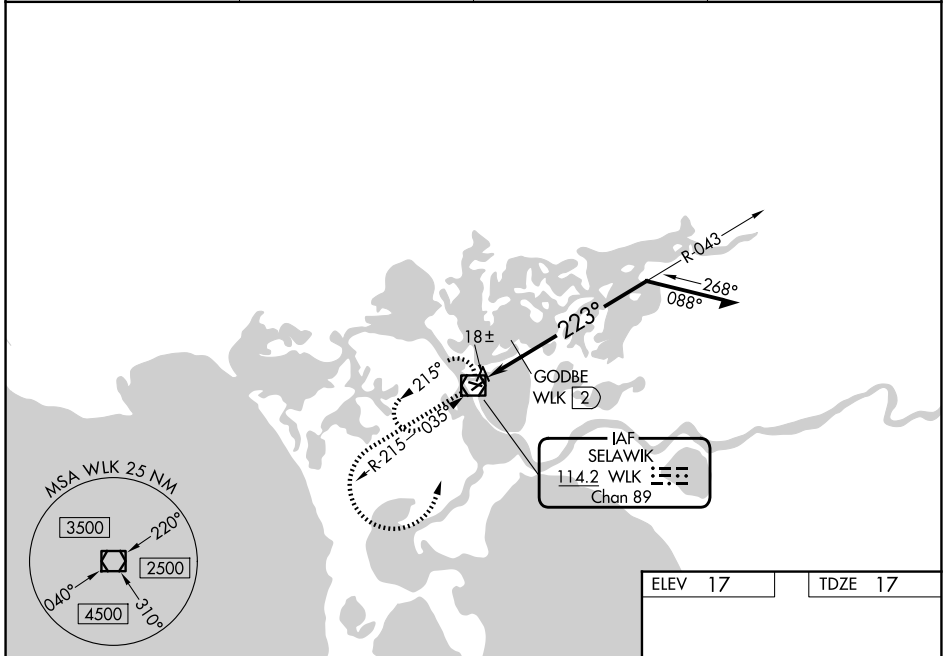 R-043
268°
088°
223°
18±
GODBE
WLK 2
215°
R-215
035°
IAF
SELAWIK
114.2 WLK
Chan 89
MSA WLK 25 NM
3500
220°
2500
040°
310°
4500
ELEV 17
TDZE 17